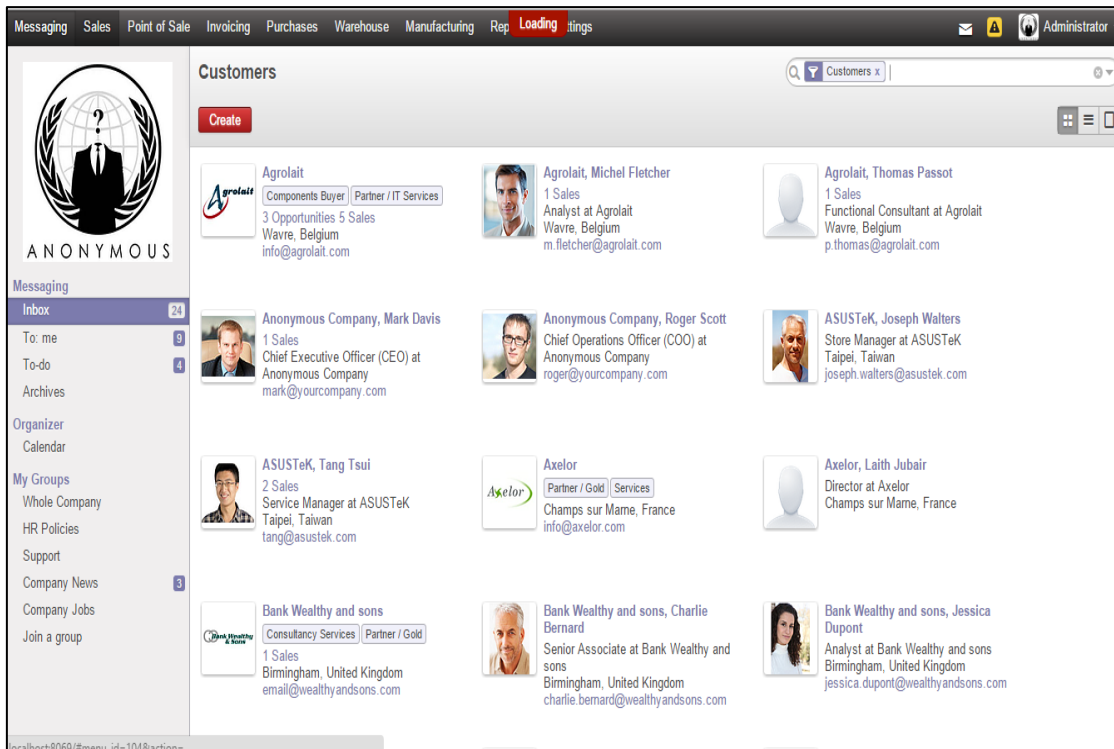 Messaging Sales Point of Sale Invoicing Purchases Warehouse Manufacturing Rep Loading tings Administrator
?
ANONYMOUS
Messaging
Inbox 24
To: me 9
To-do 4
Archives
Organizer
Calendar
My Groups
Whole Company
HR Policies
Support
Company News 3
Company Jobs
Join a group
Customers
Customers x
Create
Agrolait
Agrolait
Components Buyer Partner / IT Services
3 Opportunities 5 Sales
Wavre, Belgium
info@agrolait.com
Agrolait, Michel Fletcher
1 Sales
Analyst at Agrolait
Wavre, Belgium
m.fletcher@agrolait.com
Agrolait, Thomas Passot
1 Sales
Functional Consultant at Agrolait
Wavre, Belgium
p.thomas@agrolait.com
Anonymous Company, Mark Davis
1 Sales
Chief Executive Officer (CEO) at
Anonymous Company
mark@yourcompany.com
Anonymous Company, Roger Scott
Chief Operations Officer (COO) at
Anonymous Company
roger@yourcompany.com
ASUSTeK, Joseph Walters
Store Manager at ASUSTeK
Taipei, Taiwan
joseph.walters@asustek.com
ASUSTeK, Tang Tsui
2 Sales
Service Manager at ASUSTeK
Taipei, Taiwan
tang@asustek.com
Axelor
Axelor
Partner / Gold Services
Champs sur Marne, France
info@axelor.com
Axelor, Laith Jubair
Director at Axelor
Champs sur Marne, France
Bank Wealthy
& Sons
Bank Wealthy and sons
Consultancy Services Partner / Gold
1 Sales
Birmingham, United Kingdom
email@wealthyandsons.com
Bank Wealthy and sons, Charlie
Bernard
Senior Associate at Bank Wealthy and
sons
Birmingham, United Kingdom
charlie.bernard@wealthyandsons.com
Bank Wealthy and sons, Jessica
Dupont
Analyst at Bank Wealthy and sons
Birmingham, United Kingdom
jessica.dupont@wealthyandsons.com
localhost:8069/#menu_id=104&action=